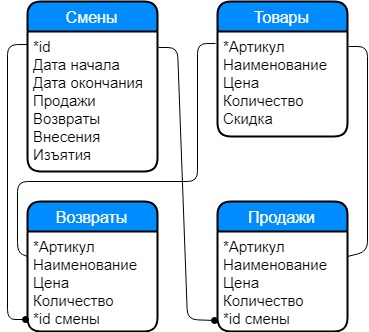 Смены
*id
Дата начала
Дата окончания
Продажи
Возвраты
Внесения
Изъятия
Товары
*Артикул
Наименование
Цена
Количество
Скидка
Возвраты
*Артикул
Наименование
Цена
Количество
*id смены
Продажи
*Артикул
Наименование
Цена
Количество
*id смены